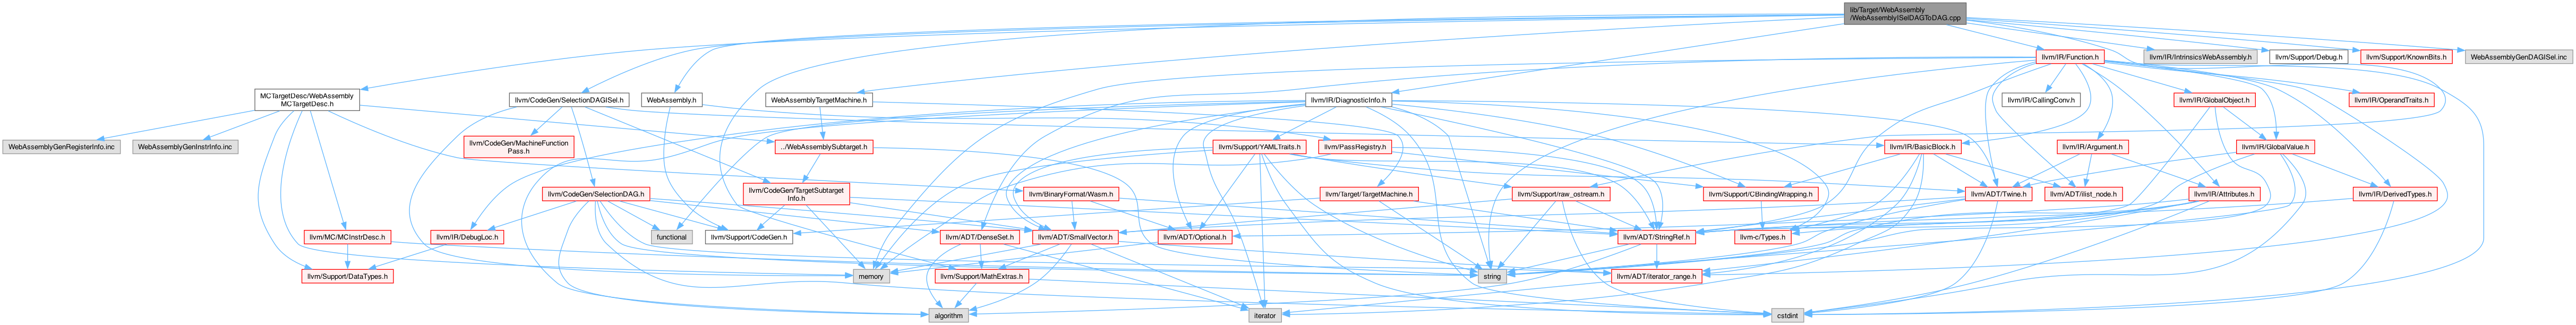 lib/Target/WebAssembly
/WebAssemblyISelDAGToDAG.cpp
MCTargetDesc/WebAssembly
MCTargetDesc.h
llvm/CodeGen/SelectionDAGISel.h
WebAssembly.h
WebAssemblyTargetMachine.h
llvm/IR/DiagnosticInfo.h
llvm/IR/Function.h
llvm/IR/IntrinsicsWebAssembly.h
llvm/Support/Debug.h
llvm/Support/KnownBits.h
WebAssemblyGenDAGISel.inc
llvm/IR/CallingConv.h
llvm/IR/GlobalObject.h
llvm/IR/OperandTraits.h
WebAssemblyGenRegisterInfo.inc
WebAssemblyGenInstrInfo.inc
llvm/CodeGen/MachineFunction
Pass.h
../WebAssemblySubtarget.h
llvm/Support/YAMLTraits.h
llvm/PassRegistry.h
llvm/IR/BasicBlock.h
llvm/IR/Argument.h
llvm/IR/GlobalValue.h
llvm/CodeGen/SelectionDAG.h
llvm/CodeGen/TargetSubtarget
Info.h
llvm/BinaryFormat/Wasm.h
llvm/Target/TargetMachine.h
llvm/Support/raw_ostream.h
llvm/Support/CBindingWrapping.h
llvm/ADT/Twine.h
llvm/ADT/ilist_node.h
llvm/IR/Attributes.h
llvm/IR/DerivedTypes.h
llvm/MC/MCInstrDesc.h
llvm/IR/DebugLoc.h
functional
llvm/Support/CodeGen.h
llvm/ADT/DenseSet.h
llvm/ADT/SmallVector.h
llvm/ADT/Optional.h
llvm/ADT/StringRef.h
llvm-c/Types.h
llvm/Support/DataTypes.h
memory
llvm/Support/MathExtras.h
string
llvm/ADT/iterator_range.h
algorithm
iterator
cstdint